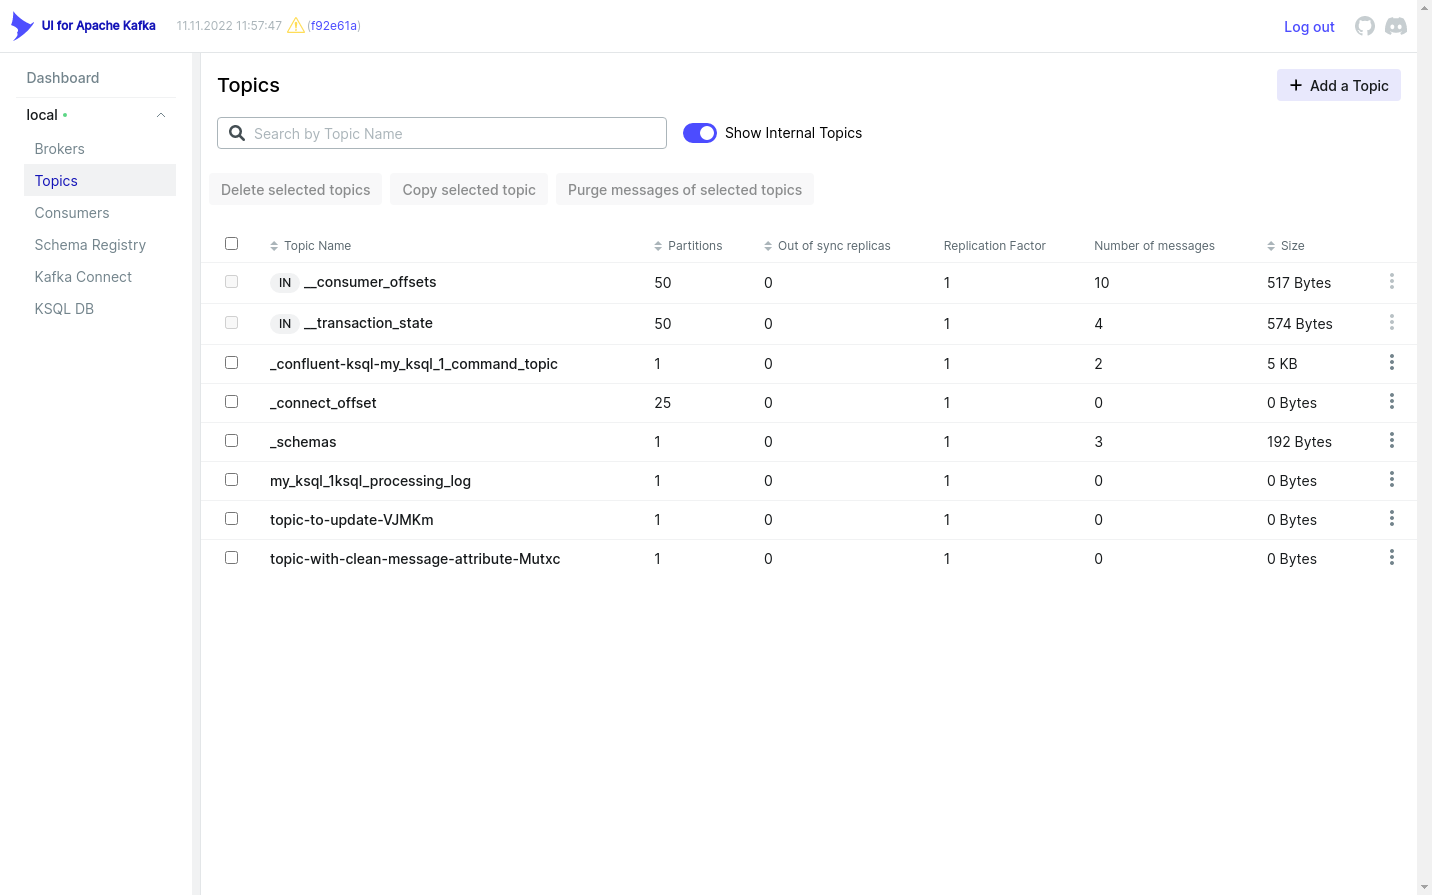 UI for Apache Kafka 11.11.2022 11:57:47 (f92e61a) Log out
Dashboard
local
Brokers
Topics
Consumers
Schema Registry
Kafka Connect
KSQL DB
Topics
Add a Topic
Search by Topic Name Show Internal Topics
Delete selected topics Copy selected topic Purge messages of selected topics
Topic Name Partitions Out of sync replicas Replication Factor Number of messages Size
IN __consumer_offsets 50 0 1 10 517 Bytes
IN __transaction_state 50 0 1 4 574 Bytes
_confluent-ksql-my_ksql_1_command_topic 1 0 1 2 5 KB
_connect_offset 25 0 1 0 0 Bytes
_schemas 1 0 1 3 192 Bytes
my_ksql_1ksql_processing_log 1 0 1 0 0 Bytes
topic-to-update-VJMKm 1 0 1 0 0 Bytes
topic-with-clean-message-attribute-Mutxc 1 0 1 0 0 Bytes